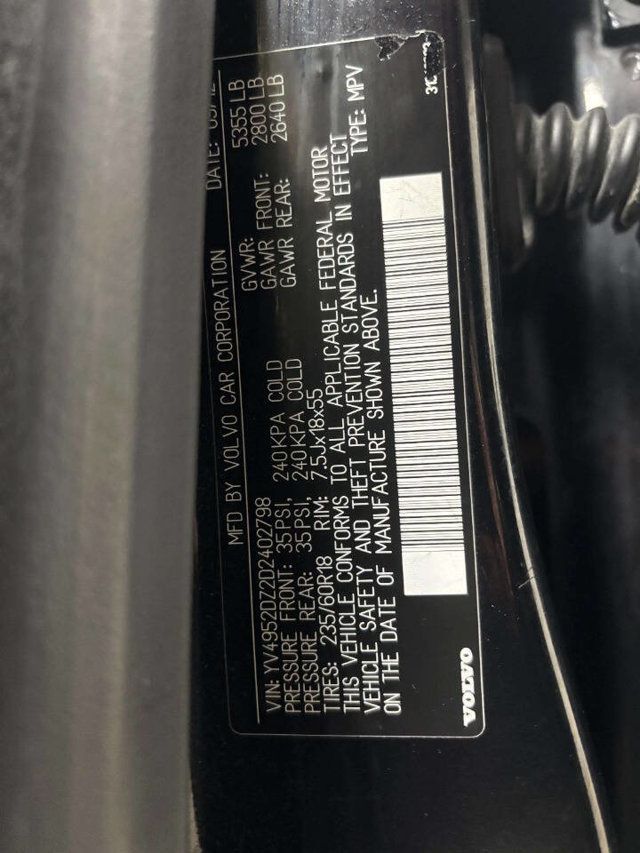 MFD BY VOLVO CAR CORPORATION DATE:
VIN: YV4952DZ2D2402798 GVWR: 5355 LB
PRESSURE FRONT: 35PSI, 240KPA COLD GAWR FRONT: 2800 LB
PRESSURE REAR: 35PSI, 240KPA COLD GAWR REAR: 2640 LB
TIRES: 235/60R18 RIM: 7.5Jx18x55
THIS VEHICLE CONFORMS TO ALL APPLICABLE FEDERAL MOTOR
VEHICLE SAFETY AND THEFT PREVENTION STANDARDS IN EFFECT
ON THE DATE OF MANUFACTURE SHOWN ABOVE. TYPE: MPV
VOLVO